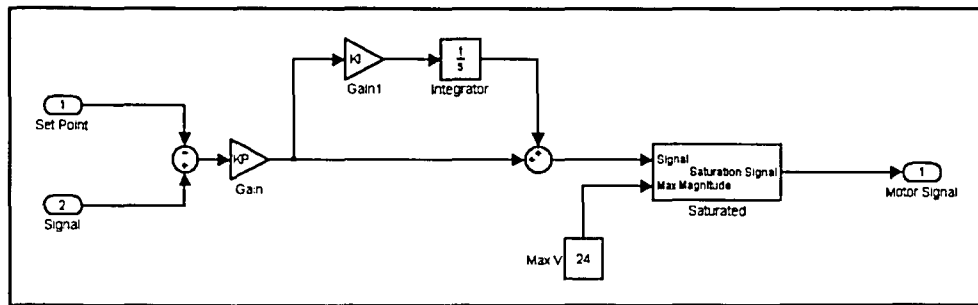 KI
Gain1
1
s
Integrator
1
Set Point
KP
Gain
2
Signal
Signal
Saturation Signal
Max Magnitude
Saturated
1
Motor Signal
Max V
24